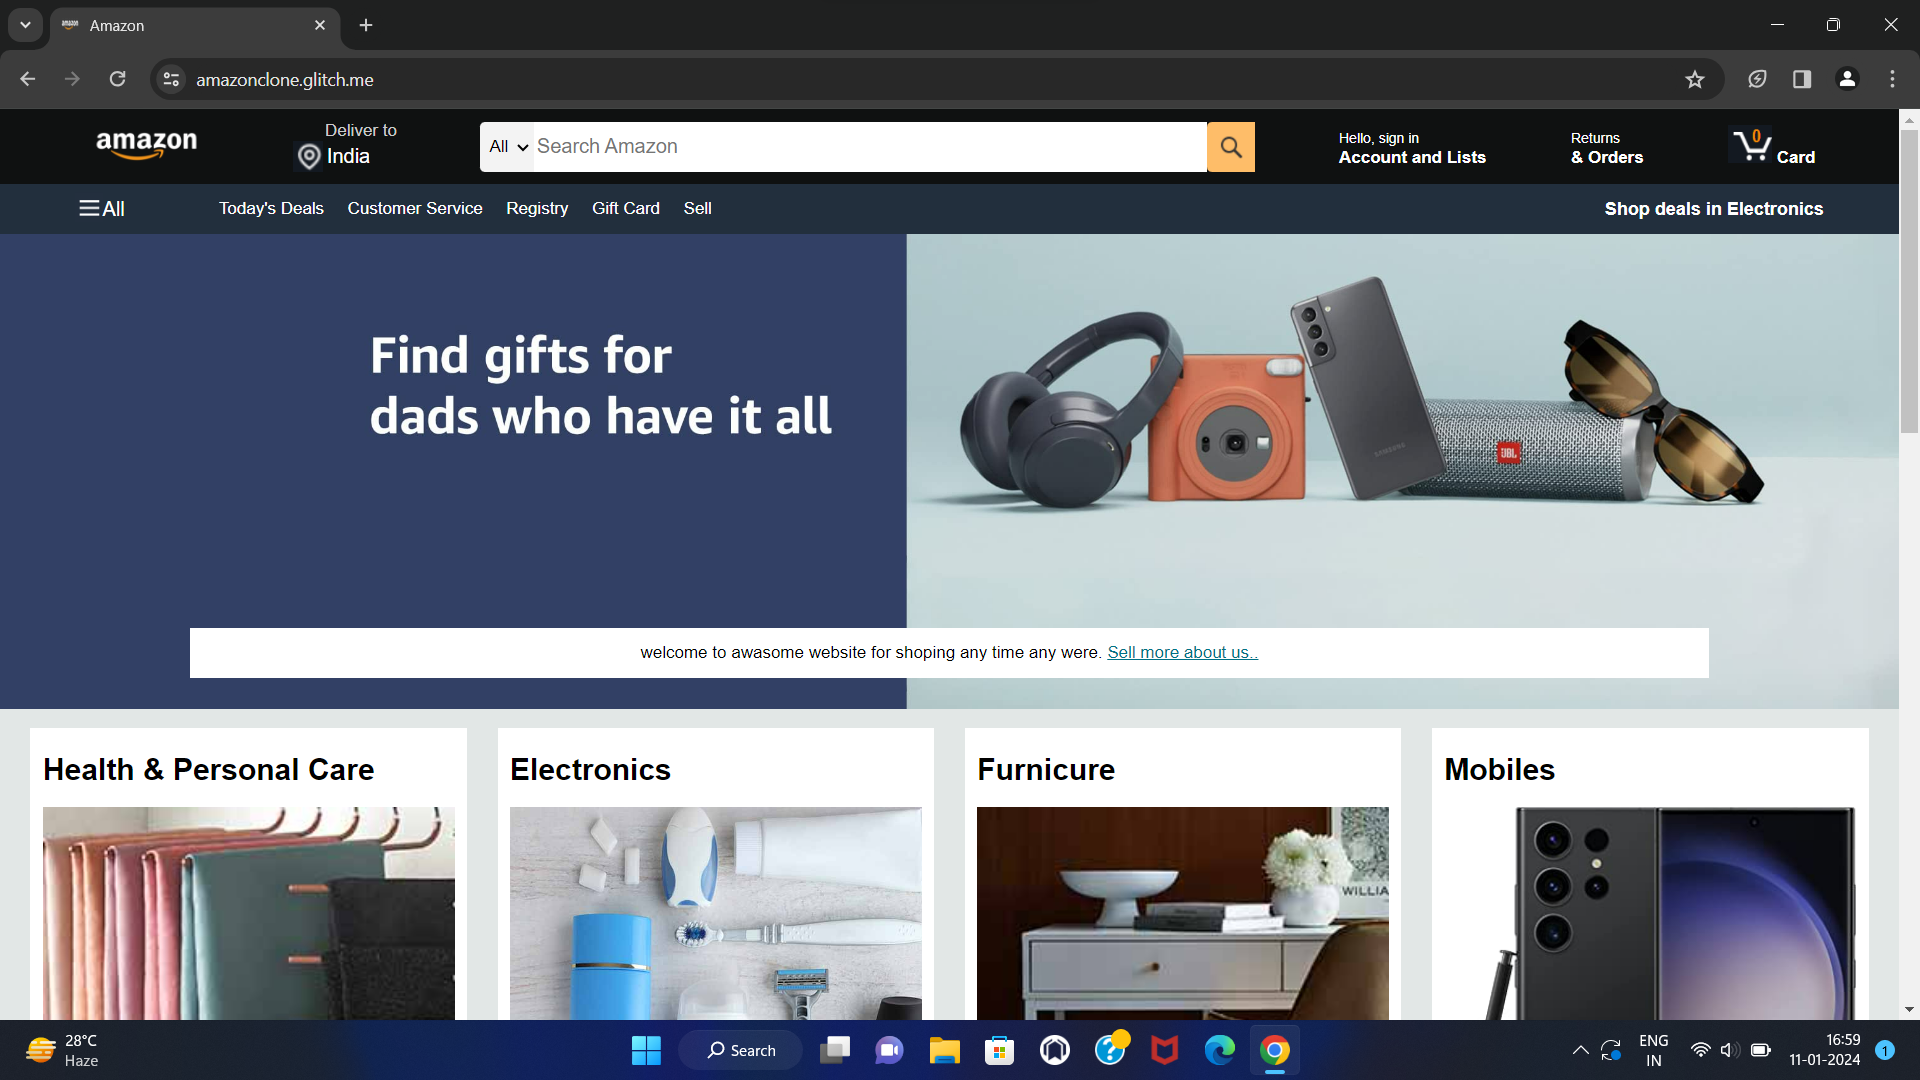 Amazon
amazonclone.glitch.me
amazon
Deliver to
India
All
Search Amazon
Hello, sign in
Account and Lists
Returns
& Orders
0
Card
All
Today's Deals
Customer Service
Registry
Gift Card
Sell
Shop deals in Electronics
Find gifts for
dads who have it all
SAMSUNG
JBL
welcome to awasome website for shoping any time any were. Sell more about us..
Health & Personal Care
Electronics
Furnicure
Mobiles
WILLIA
28°C
Haze
Search
ENG
IN
16:59
11-01-2024
1